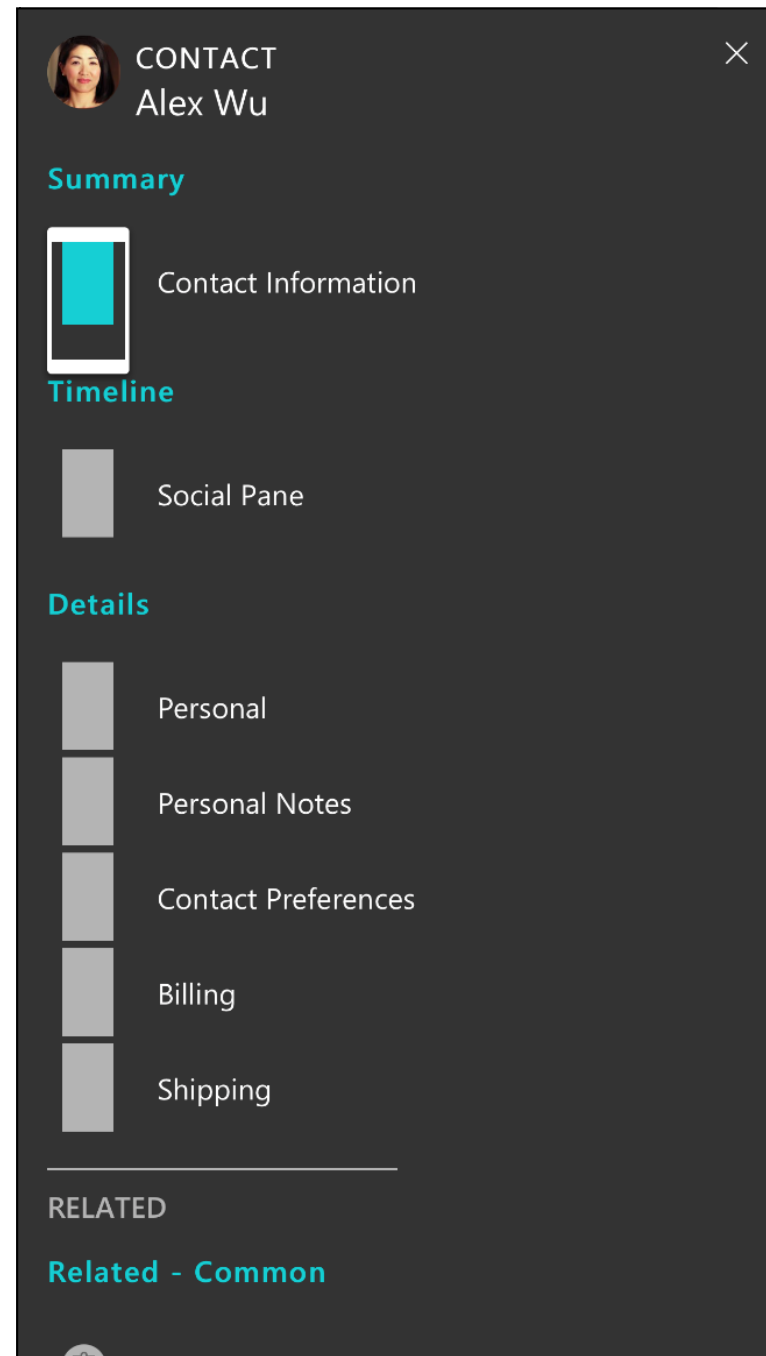 CONTACT
Alex Wu
Summary
Contact Information
Timeline
Social Pane
Details
Personal
Personal Notes
Contact Preferences
Billing
Shipping
RELATED
Related - Common